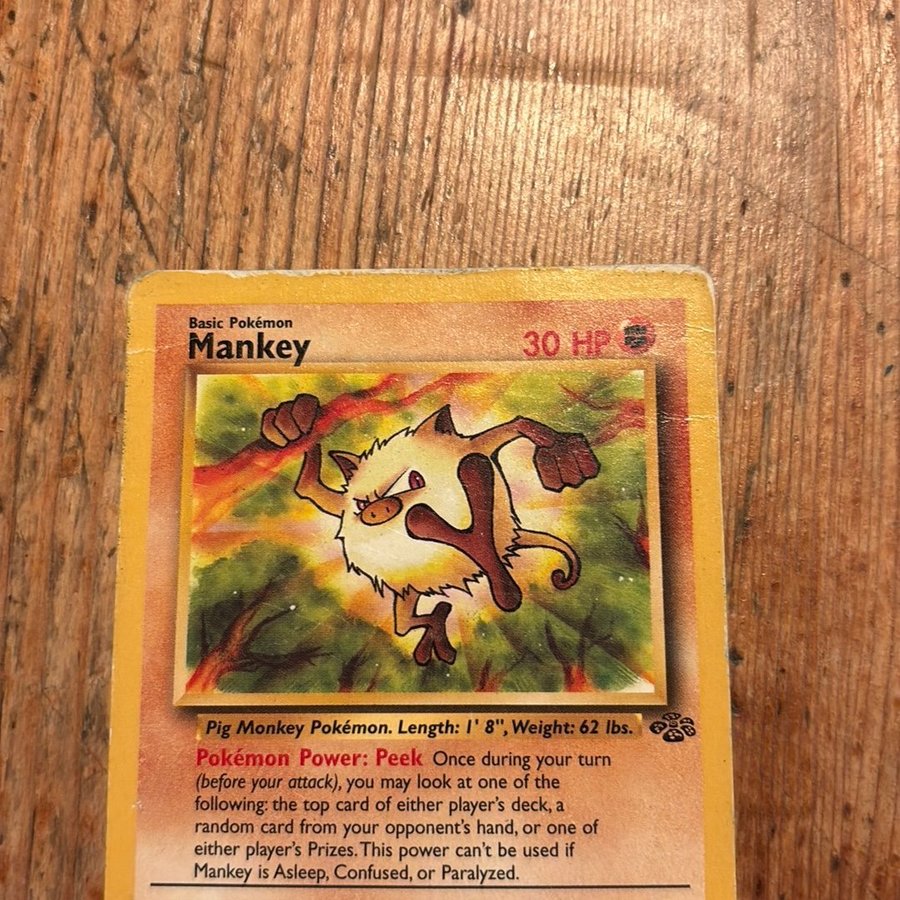 Basic Pokémon
Mankey
30 HP
Pig Monkey Pokémon. Length: 1' 8", Weight: 62 lbs.
Pokémon Power: Peek Once during your turn
(before your attack), you may look at one of the
following: the top card of either player's deck, a
random card from your opponent's hand, or one of
either player's Prizes. This power can't be used if
Mankey is Asleep, Confused, or Paralyzed.